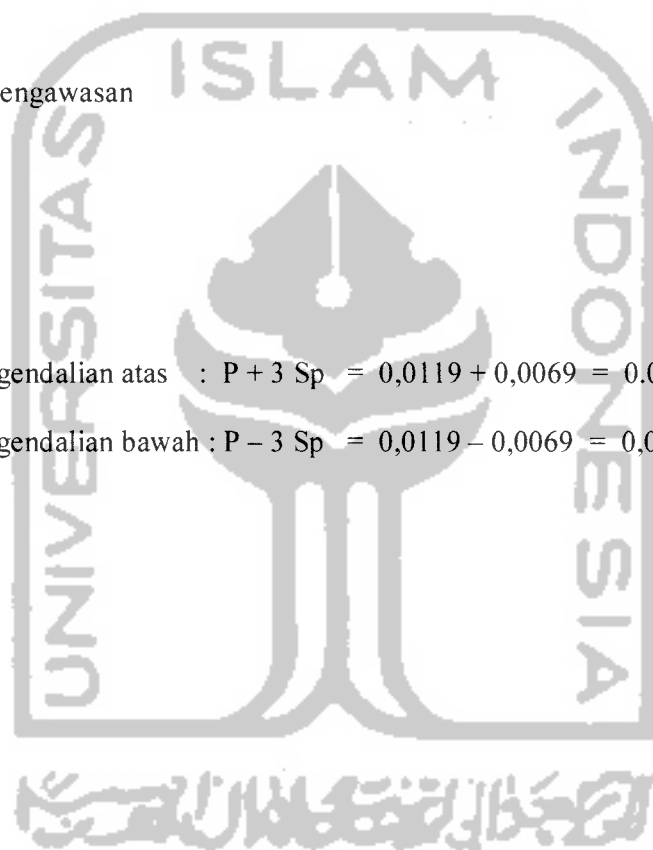 ISLAM
engawasan
UNIVERSITAS
INDONESIA
gendalian atas : P + 3 Sp = 0,0119 + 0,0069 = 0.0
gendalian bawah : P – 3 Sp = 0,0119 – 0,0069 = 0,0